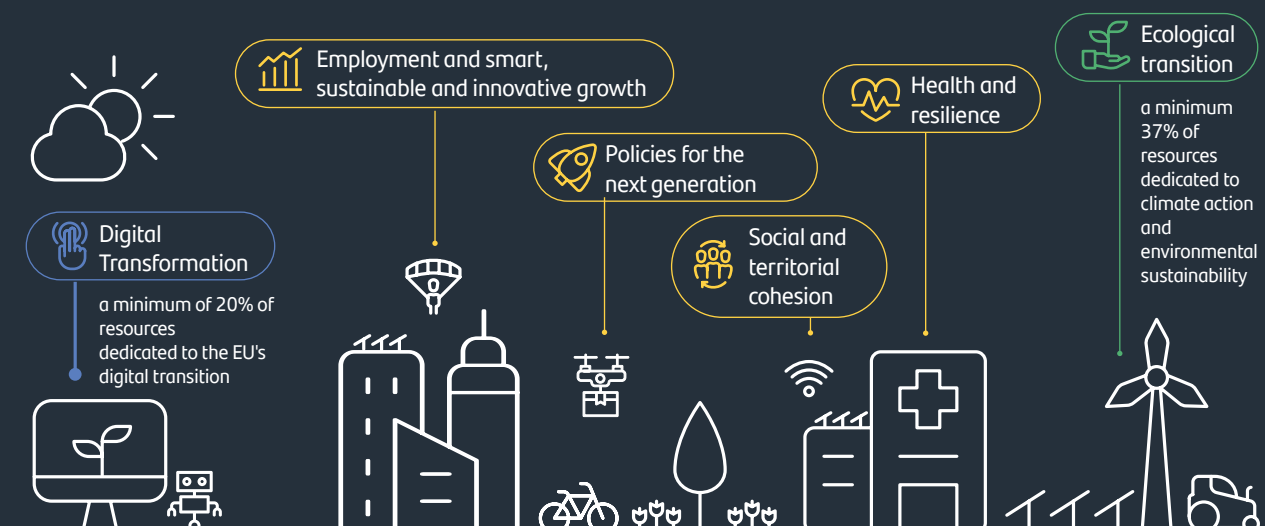 Digital
Transformation
a minimum of 20% of
resources
dedicated to the EU's
digital transition
Employment and smart,
sustainable and innovative growth
Policies for the
next generation
Social and
territorial
cohesion
Health and
resilience
Ecological
transition
a minimum
37% of
resources
dedicated to
climate action
and
environmental
sustainability